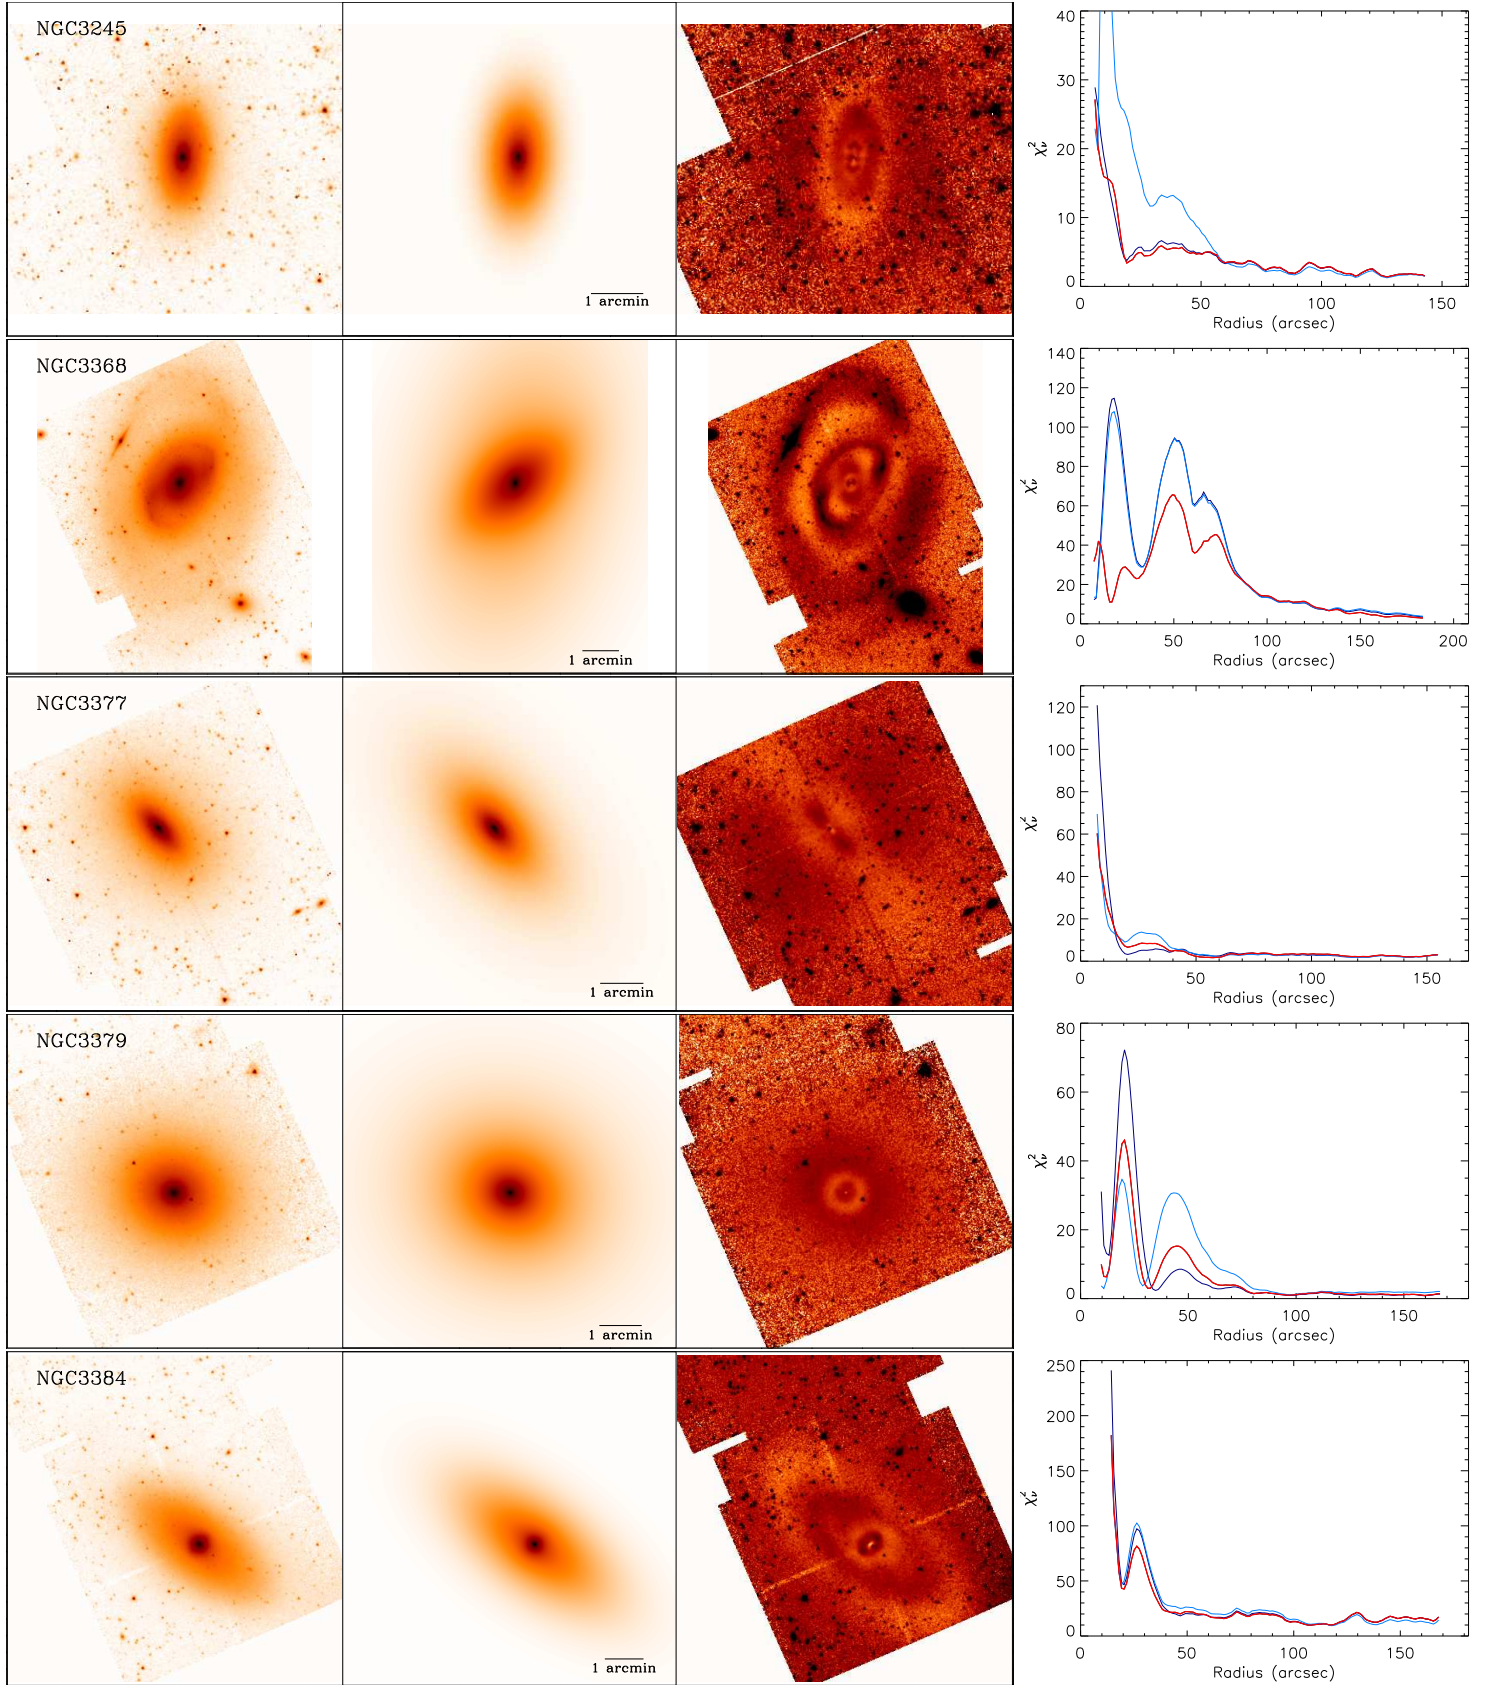 NGC3245
1 arcmin
40
30
20
10
0
χ²ν
0 50 100 150
Radius (arcsec)
NGC3368
1 arcmin
140
120
100
80
60
40
20
0
χ²ν
0 50 100 150 200
Radius (arcsec)
NGC3377
1 arcmin
120
100
80
60
40
20
0
χ²ν
0 50 100 150
Radius (arcsec)
NGC3379
1 arcmin
80
60
40
20
0
χ²ν
0 50 100 150
Radius (arcsec)
NGC3384
1 arcmin
250
200
150
100
50
0
χ²ν
0 50 100 150
Radius (arcsec)